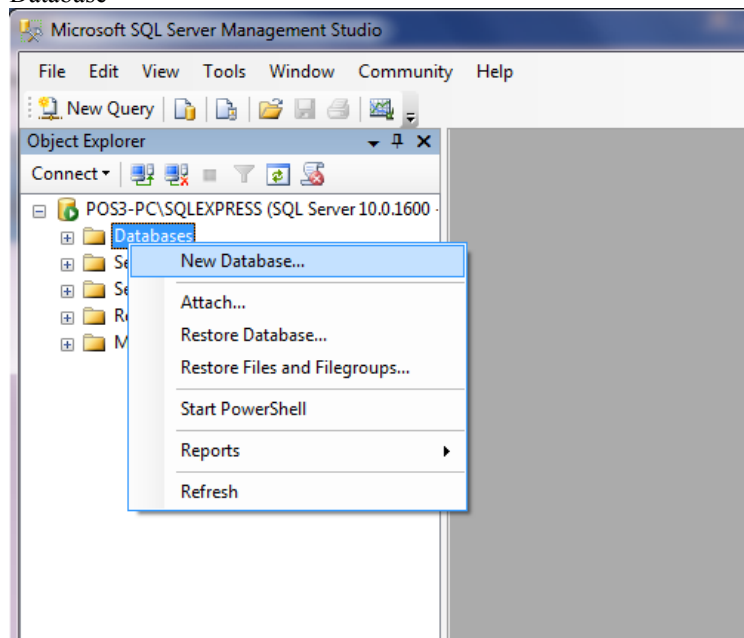 Database
Microsoft SQL Server Management Studio
File Edit View Tools Window Community Help
New Query
Object Explorer
Connect
POS3-PC\SQLEXPRESS (SQL Server 10.0.1600 -
Databases
New Database...
Attach...
Restore Database...
Restore Files and Filegroups...
Start PowerShell
Reports
Refresh